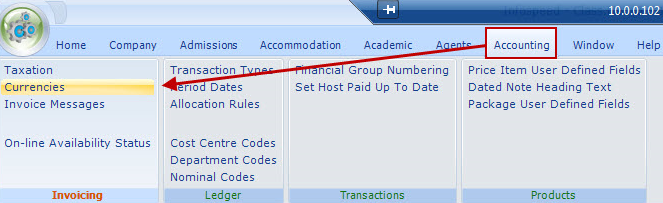 Infospeed - Class
10.0.0.102
Home Company Admissions Accommodation Academic Agents Accounting Window Help
Taxation
Currencies
Invoice Messages
On-line Availability Status
Invoicing
Transaction Types
Period Dates
Allocation Rules
Cost Centre Codes
Department Codes
Nominal Codes
Ledger
Financial Group Numbering
Set Host Paid Up To Date
Transactions
Price Item User Defined Fields
Dated Note Heading Text
Package User Defined Fields
Products